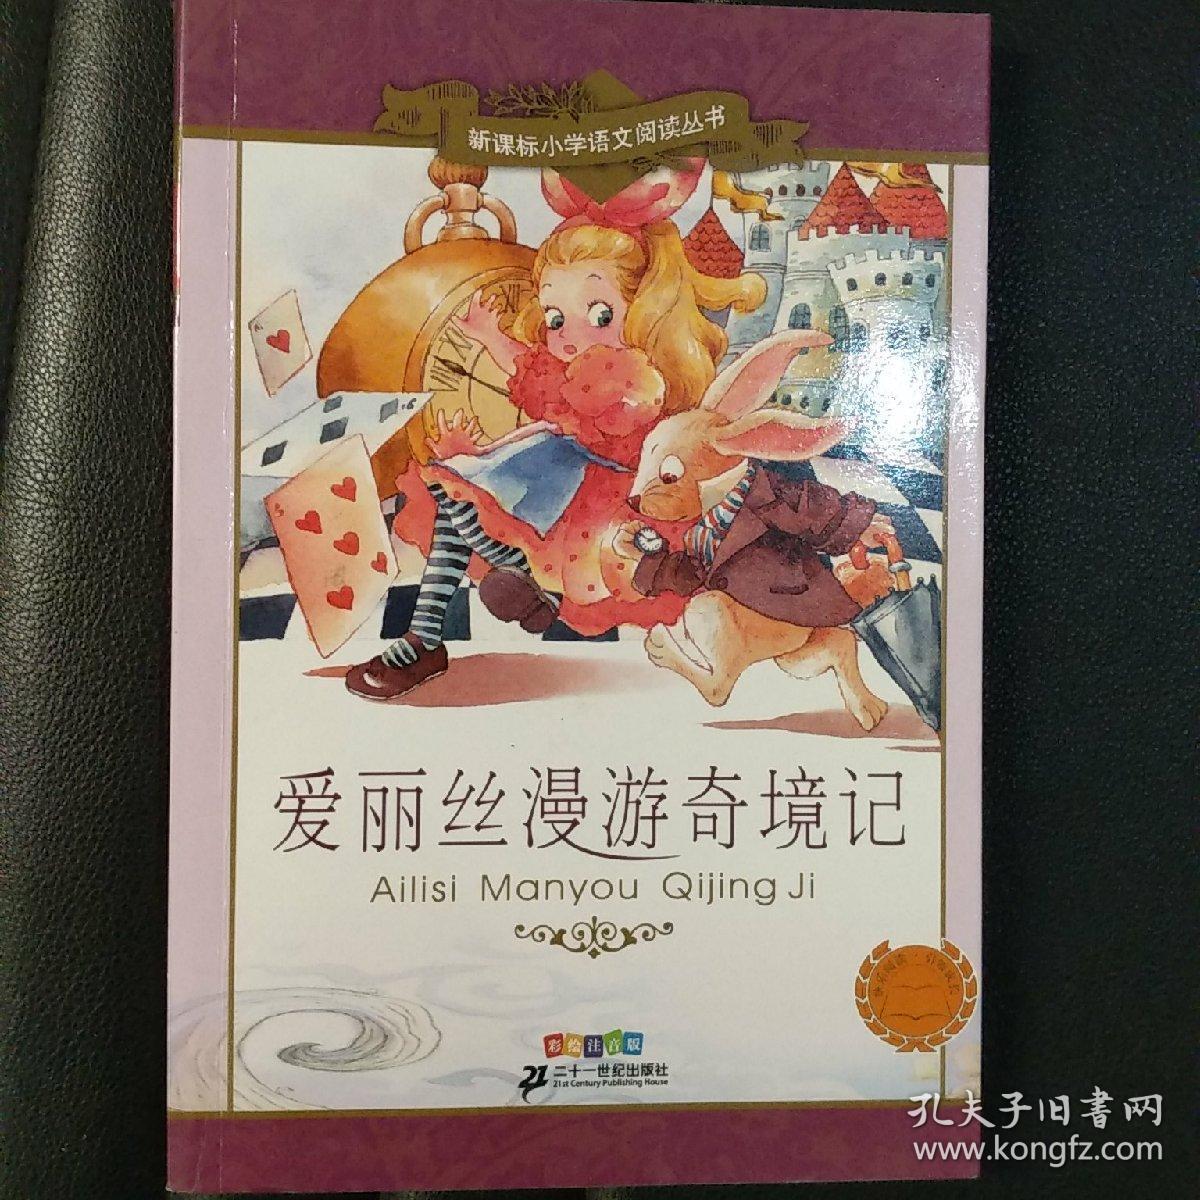 新课标小学语文阅读丛书
爱丽丝漫游奇境记
Ailisi Manyou Qijing Ji
彩绘注音版
21 二十一世纪出版社
21st Century Publishing House
孔夫子旧書网
www.kongfz.com